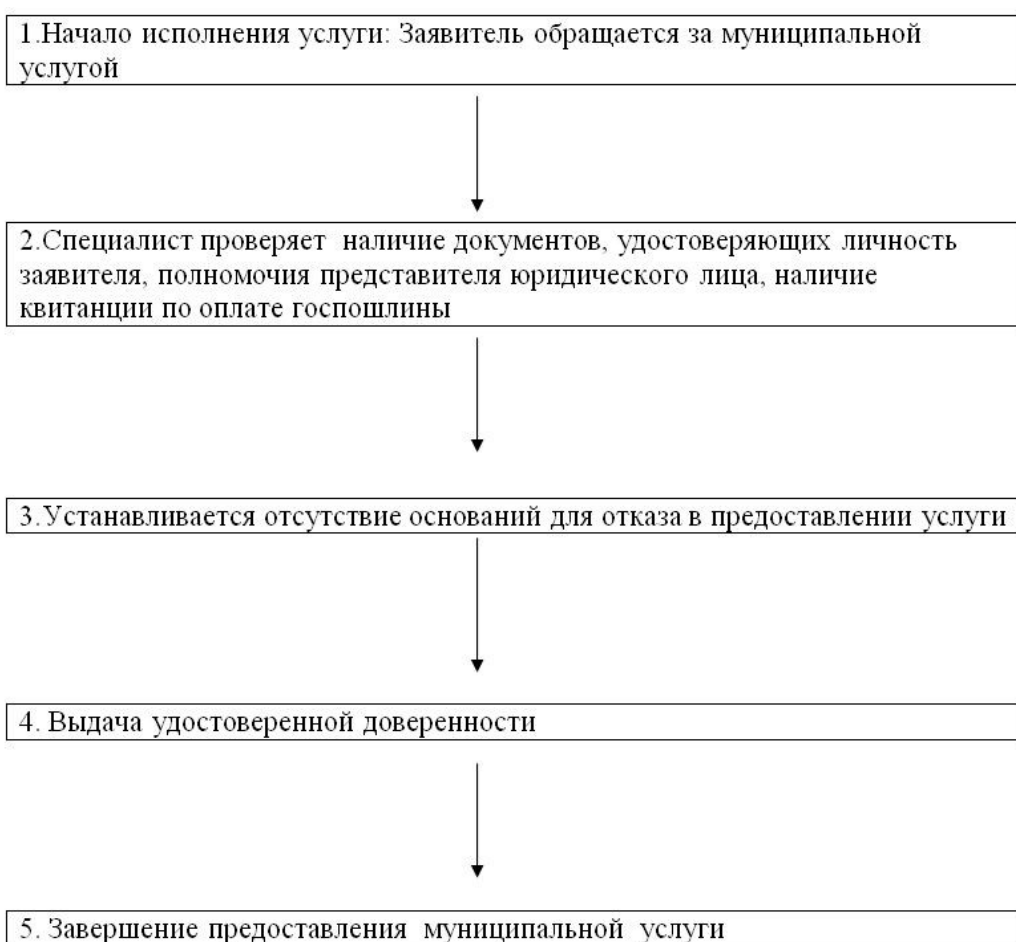 1.Начало исполнения услуги: Заявитель обращается за муниципальной
услугой
2.Специалист проверяет наличие документов, удостоверяющих личность
заявителя, полномочия представителя юридического лица, наличие
квитанции по оплате госпошлины
3.Устанавливается отсутствие оснований для отказа в предоставлении услуги
4. Выдача удостоверенной доверенности
5. Завершение предоставления муниципальной услуги